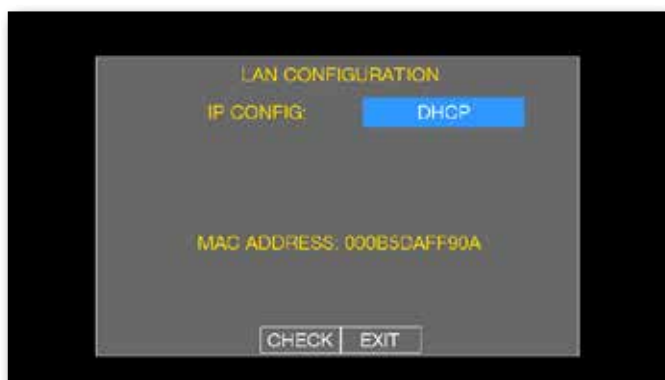 LAN CONFIGURATION
IP CONFIG: DHCP
MAC ADDRESS: 000B5DAFF90A
CHECK EXIT